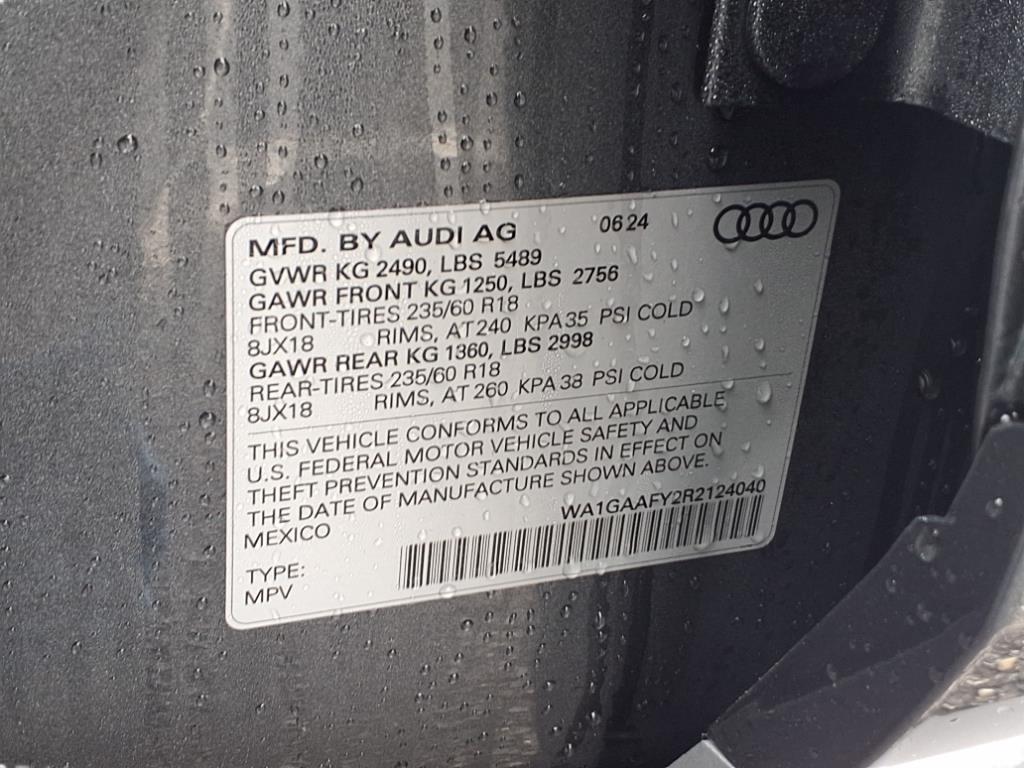 MFD. BY AUDI AG 06 24
GVWR KG 2490, LBS 5489
GAWR FRONT KG 1250, LBS 2756
FRONT-TIRES 235/60 R18
8JX18 RIMS, AT 240 KPA 35 PSI COLD
GAWR REAR KG 1360, LBS 2998
REAR-TIRES 235/60 R18
8JX18 RIMS, AT 260 KPA 38 PSI COLD
THIS VEHICLE CONFORMS TO ALL APPLICABLE
U.S. FEDERAL MOTOR VEHICLE SAFETY AND
THEFT PREVENTION STANDARDS IN EFFECT ON
THE DATE OF MANUFACTURE SHOWN ABOVE.
MEXICO WA1GAAFY2R2124040
TYPE:
MPV